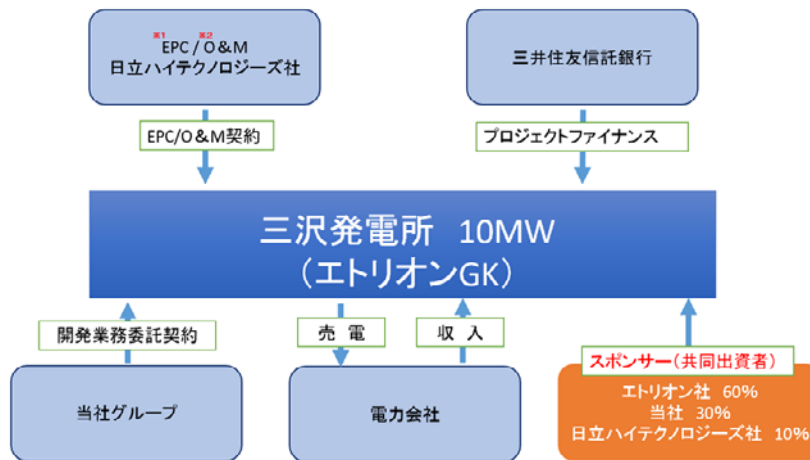 ※1 ※2
EPC/O&M
日立ハイテクノロジーズ社
三井住友信託銀行
EPC/O&M契約
プロジェクトファイナンス
三沢発電所 10MW
(エトリオンGK)
開発業務委託契約
売 電
収 入
スポンサー(共同出資者)
当社グループ
電力会社
エトリオン社 60%
当社 30%
日立ハイテクノロジーズ社 10%